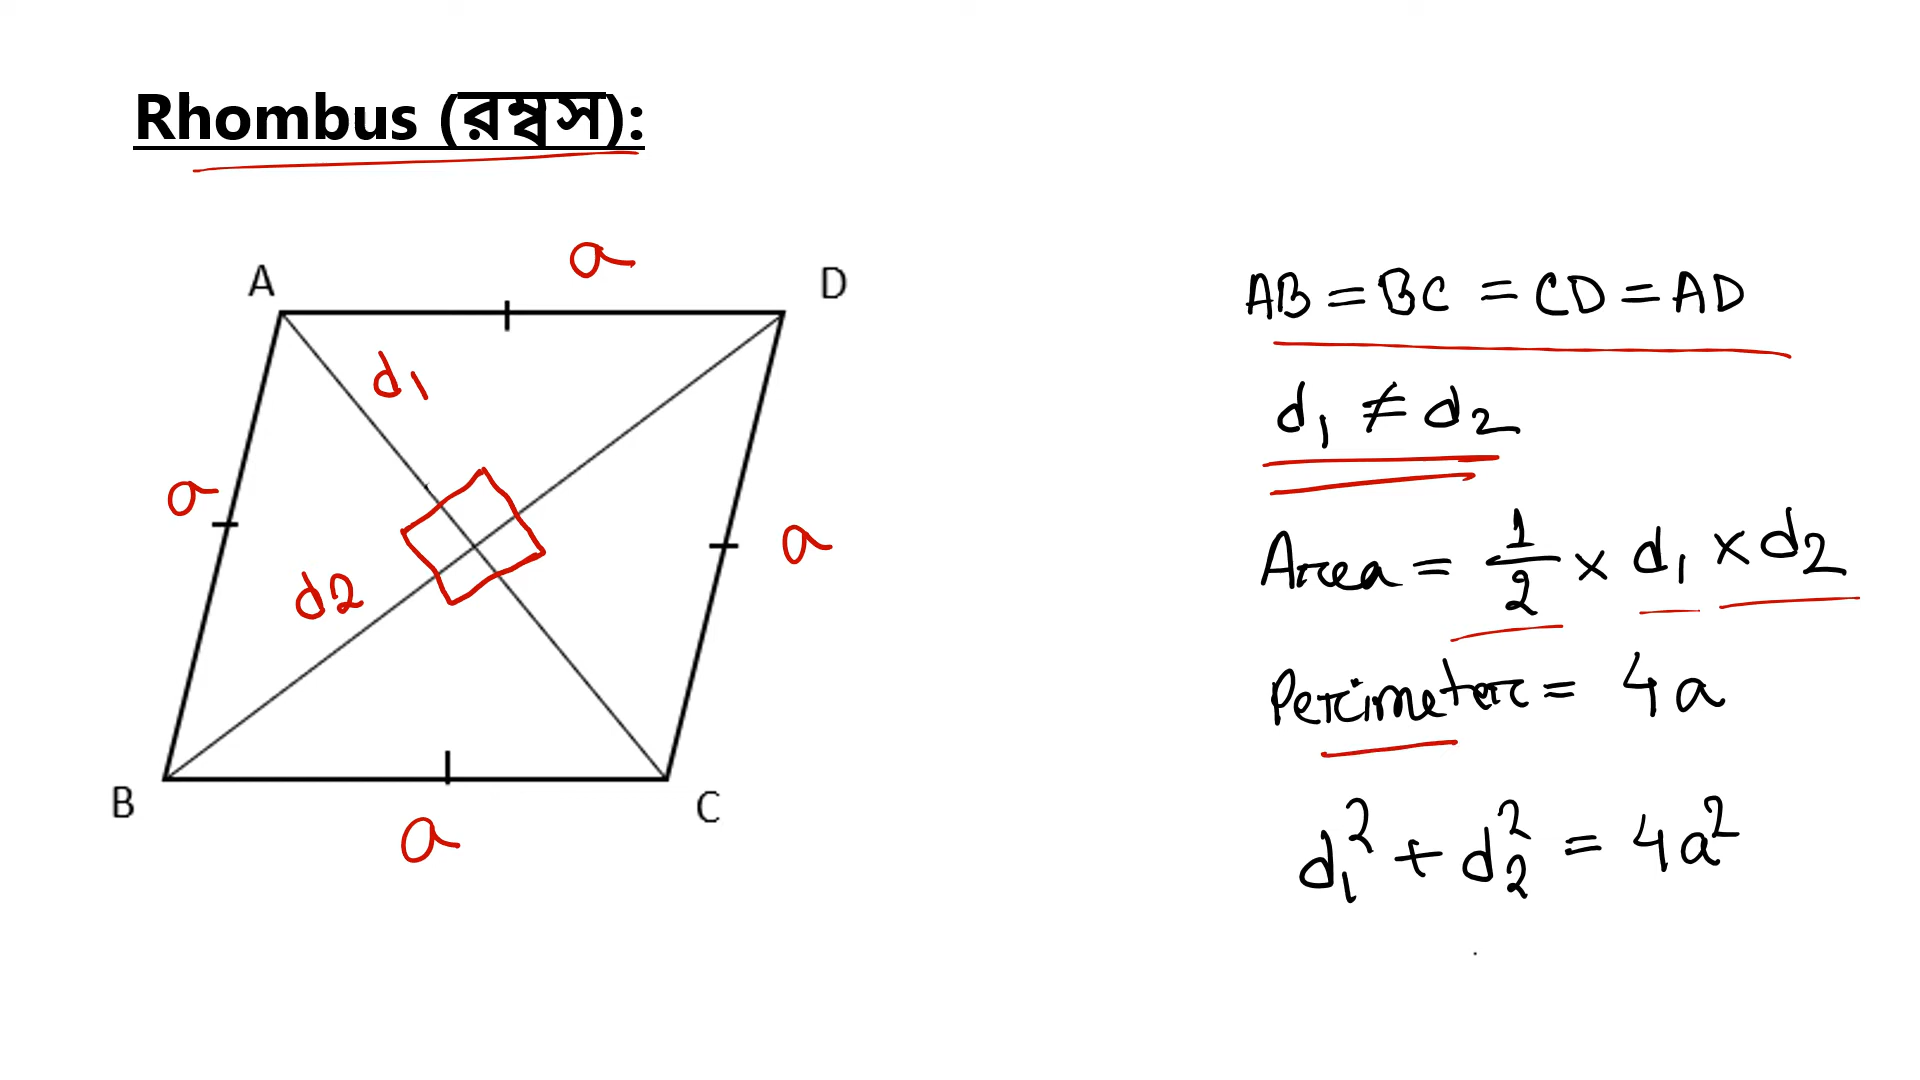 Rhombus (রম্বস):
a
A D
d1
a
a
d2
B C
a
AB = BC = CD = AD
d₁ ≠ d₂
Area = 1/2 × d₁ × d₂
Perimeter = 4a
d₁² + d₂² = 4a²